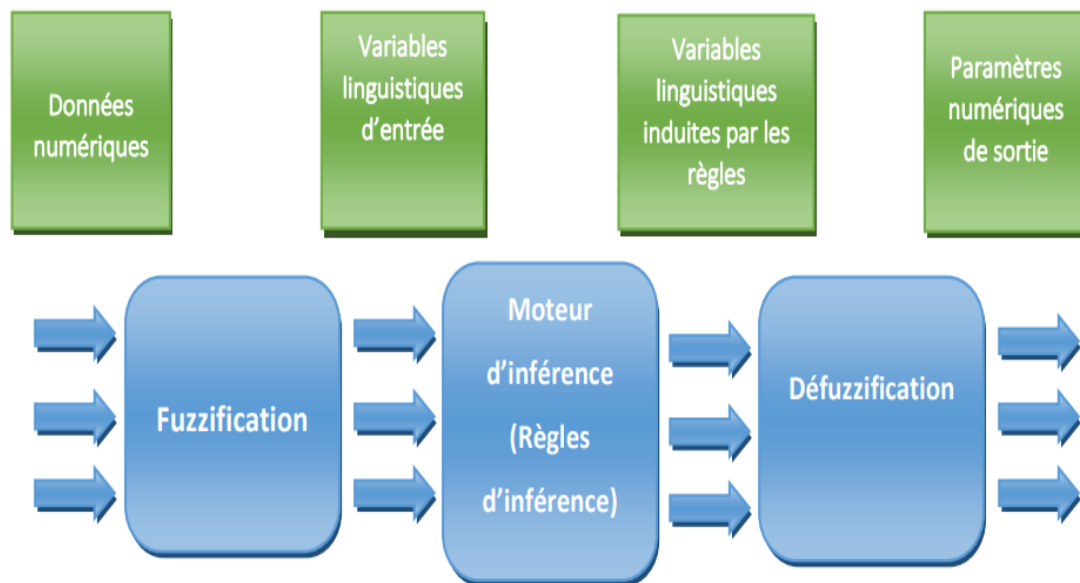 Données
numériques
Variables
linguistiques
d'entrée
Variables
linguistiques
induites par les
règles
Paramètres
numériques
de sortie
Fuzzification
Moteur
d'inférence
(Règles
d'inférence)
Défuzzification